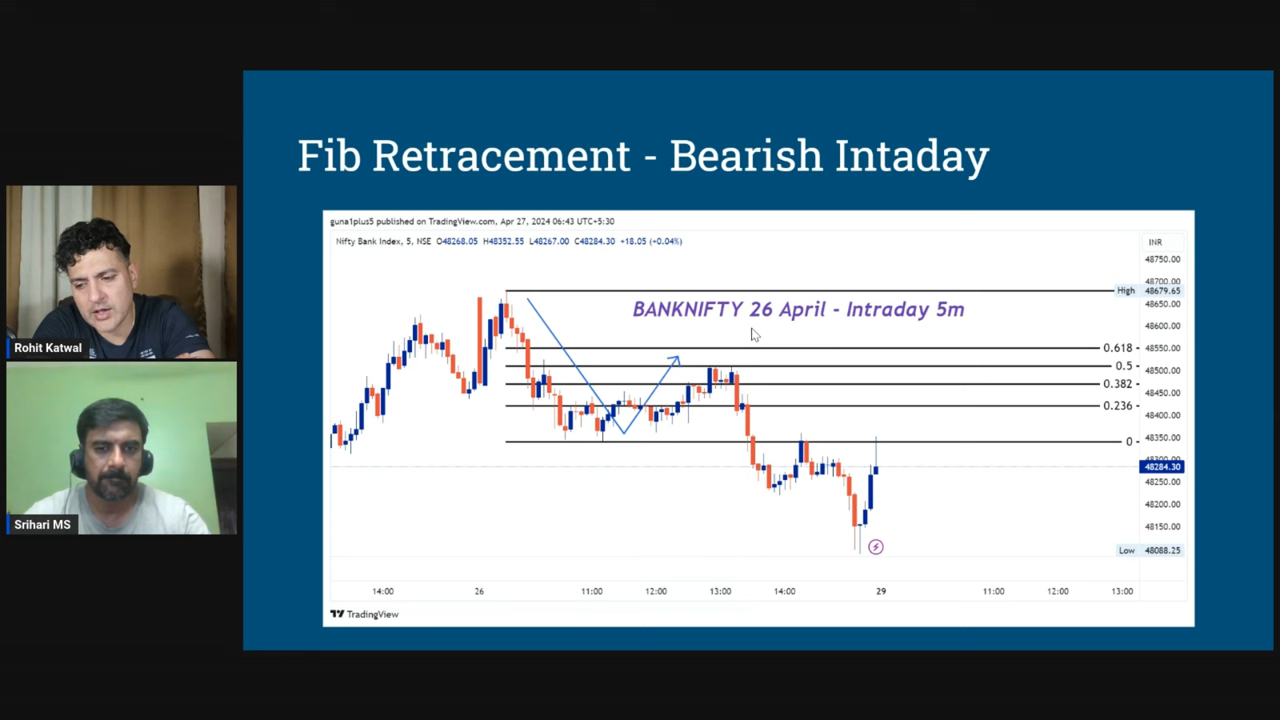 Fib Retracement - Bearish Intaday
guna1plus5 published on TradingView.com, Apr 27, 2024 06:43 UTC+5:30
Nifty Bank Index, 5, NSE O48268.05 H48352.55 L48267.00 C48284.30 +18.05 (+0.04%)
INR
48750.00
48700.00
High 48679.65
BANKNIFTY 26 April - Intraday 5m
48650.00
48600.00
0.618
48550.00
0.5
48500.00
0.382
48450.00
0.236
48400.00
0
48350.00
48300.00
48284.30
48250.00
48200.00
48150.00
Low 48088.25
14:00 26 11:00 12:00 13:00 14:00 29 11:00 12:00 13:00
TradingView
Rohit Katwal
Srihari MS